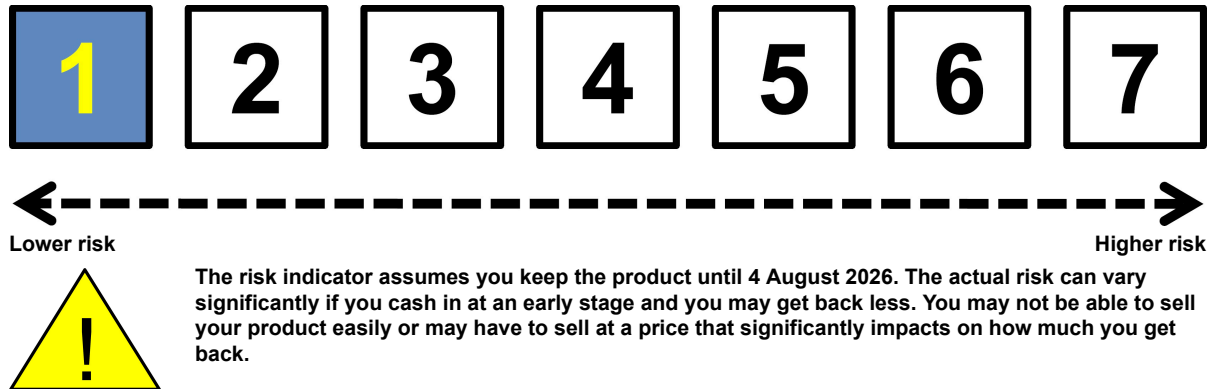 1 2 3 4 5 6 7
Lower risk Higher risk
!
The risk indicator assumes you keep the product until 4 August 2026. The actual risk can vary
significantly if you cash in at an early stage and you may get back less. You may not be able to sell
your product easily or may have to sell at a price that significantly impacts on how much you get
back.